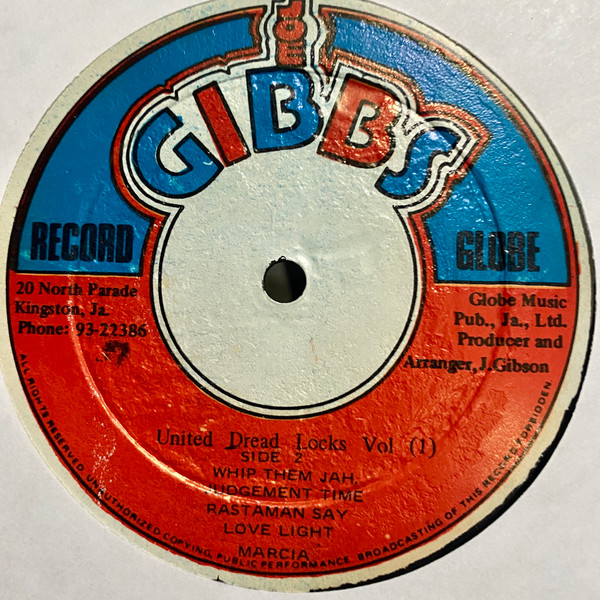 JOE
GIBBS
RECORD
GLOBE
20 North Parade
Kingston, Ja.
Phone: 93-22386
Globe Music
Pub., Ja., Ltd.
Producer and
Arranger, J. Gibson
United Dread Locks Vol (1)
SIDE 2
WHIP THEM JAH,
JUDGEMENT TIME
RASTAMAN SAY
LOVE LIGHT
MARCIA
ALL RIGHTS RESERVED UNAUTHORIZED COPYING, PUBLIC PERFORMANCE BROADCASTING OF THIS RECORD FORBIDDEN